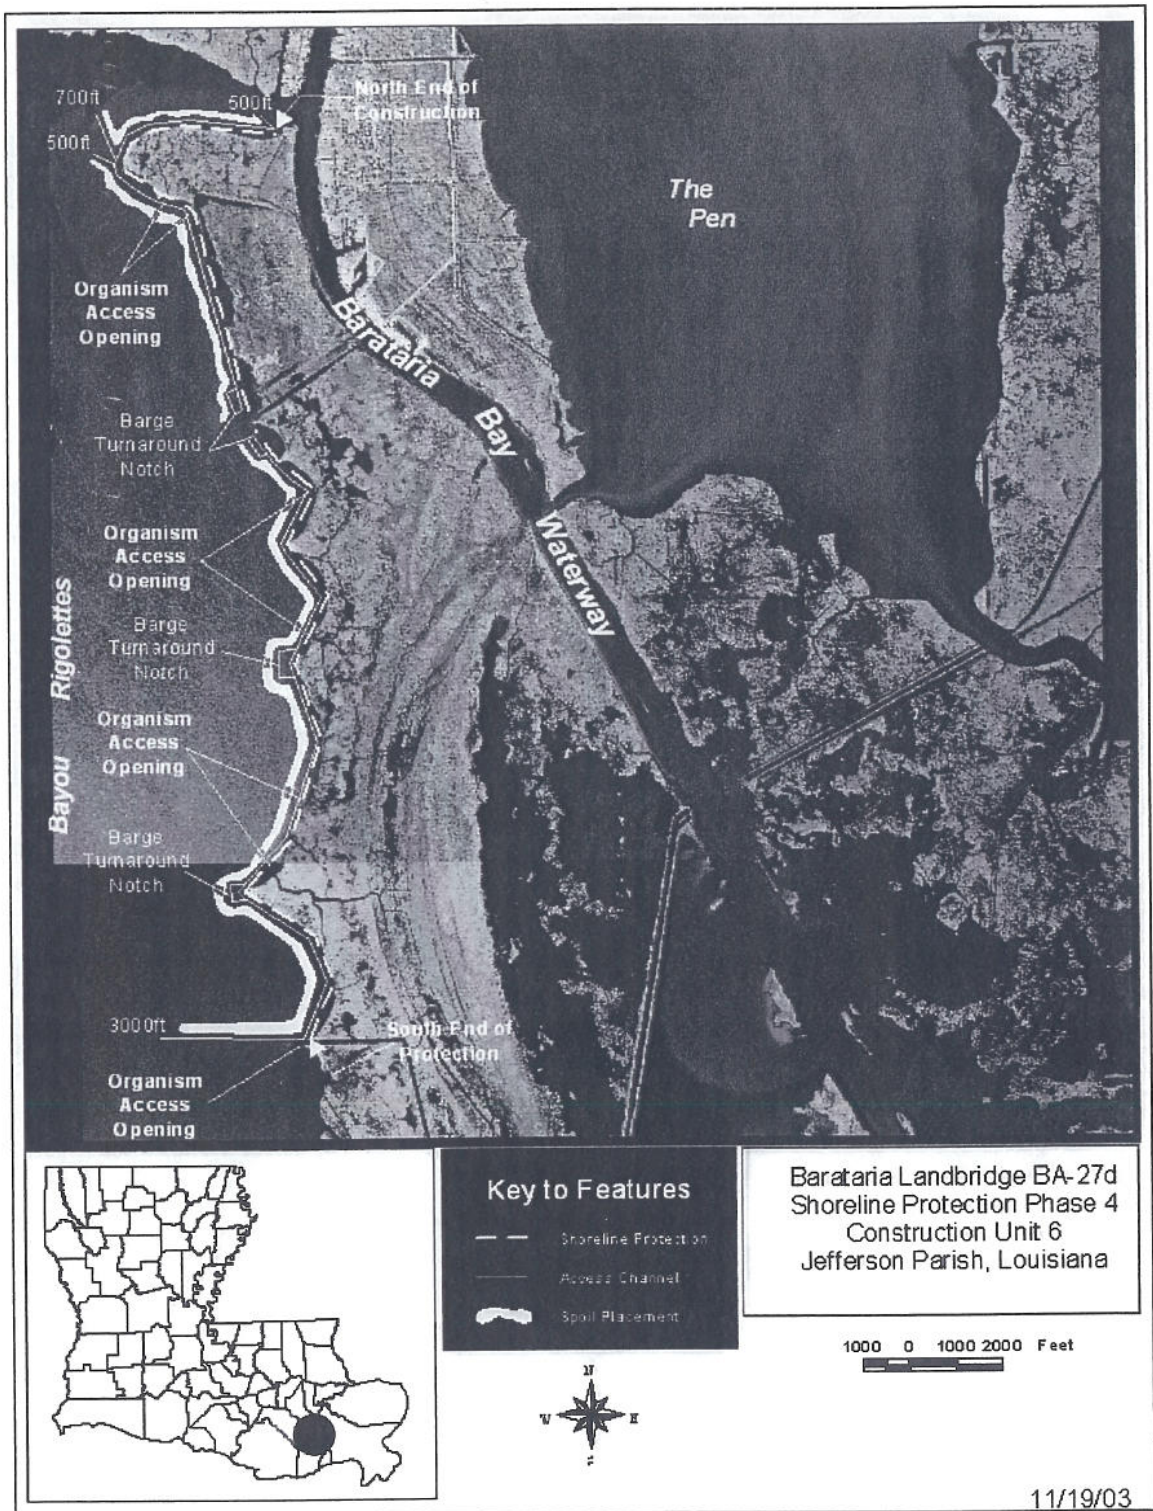 700ft
500ft
North End of
Construction
500ft
The
Pen
Organism
Access
Opening
Barataria
Bay
Waterway
Barge
Turnaround
Notch
Organism
Access
Opening
Bayou Rigolettes
Barge
Turnaround
Notch
Organism
Access
Opening
Barge
Turnaround
Notch
3000ft
South End of
Protection
Organism
Access
Opening
Key to Features
Shoreline Protection
Access Channel
Spoil Placement
Barataria Landbridge BA-27d
Shoreline Protection Phase 4
Construction Unit 6
Jefferson Parish, Louisiana
1000 0 1000 2000 Feet
N
W
11/19/03